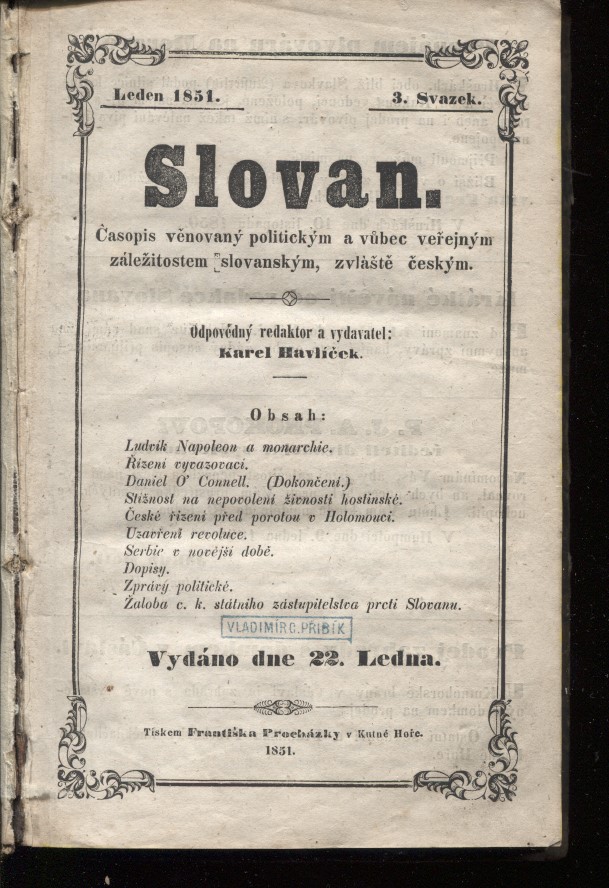 Leden 1851. 3. Svazek.
Slovan.
Časopis věnovaný politickým a vůbec veřejným
záležitostem slovanským, zvláště českým.
Odpovědný redaktor a vydavatel:
Karel Havlíček.
Obsah:
Ludvik Napoleon a monarchie.
Řízení vyvazovací.
Daniel O' Connell. (Dokončení.)
Stížnost na nepovolení živnosti hostinské.
České řízení před porotou v Holomouci.
Uzavření revoluce.
Serbie v novější době.
Dopisy.
Zprávy politické.
Žaloba c. k. státního zástupitelstva proti Slovanu.
VLADIMÍR C. PŘIBÍK
Vydáno dne 22. Ledna.
Tiskem Františka Procházky v Kutné Hoře.
1851.